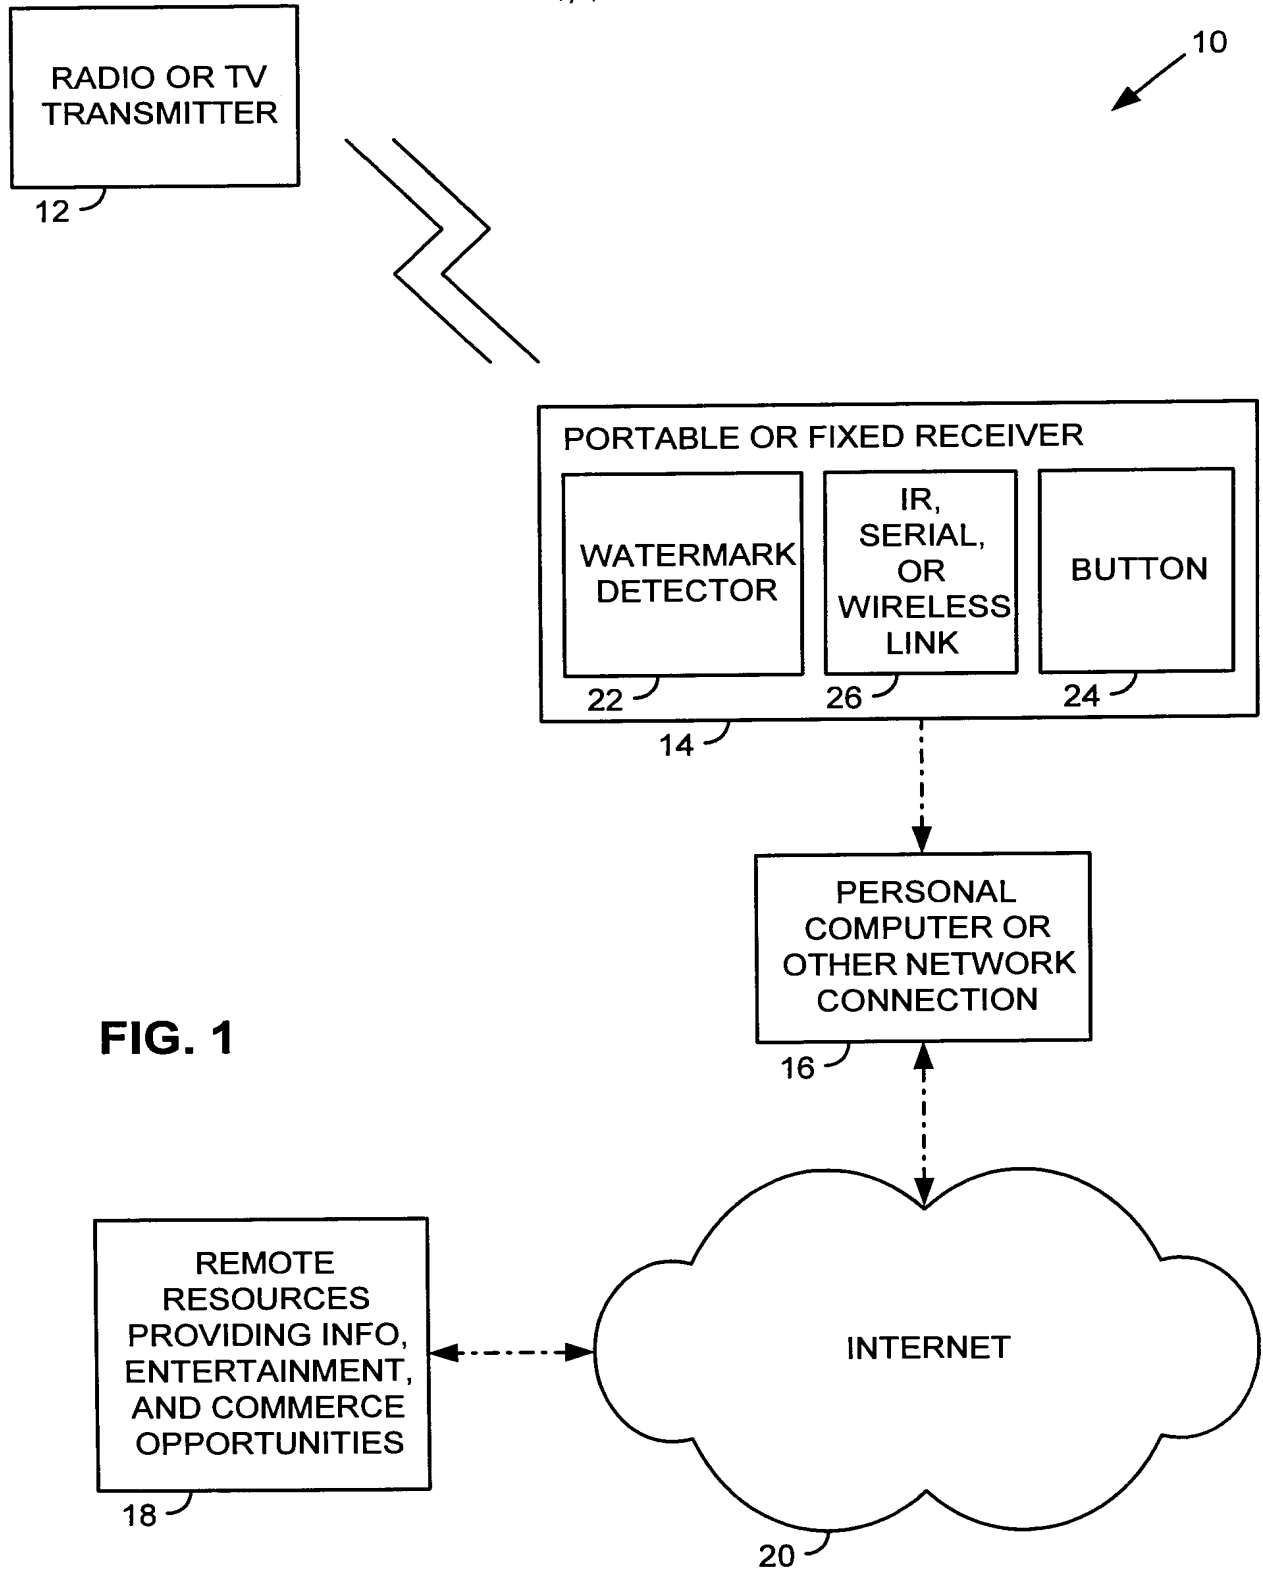 10
RADIO OR TV
TRANSMITTER
12
PORTABLE OR FIXED RECEIVER
WATERMARK
DETECTOR
22
IR,
SERIAL,
OR
WIRELESS
LINK
26
BUTTON
24
14
PERSONAL
COMPUTER OR
OTHER NETWORK
CONNECTION
16
FIG. 1
REMOTE
RESOURCES
PROVIDING INFO,
ENTERTAINMENT,
AND COMMERCE
OPPORTUNITIES
18
INTERNET
20